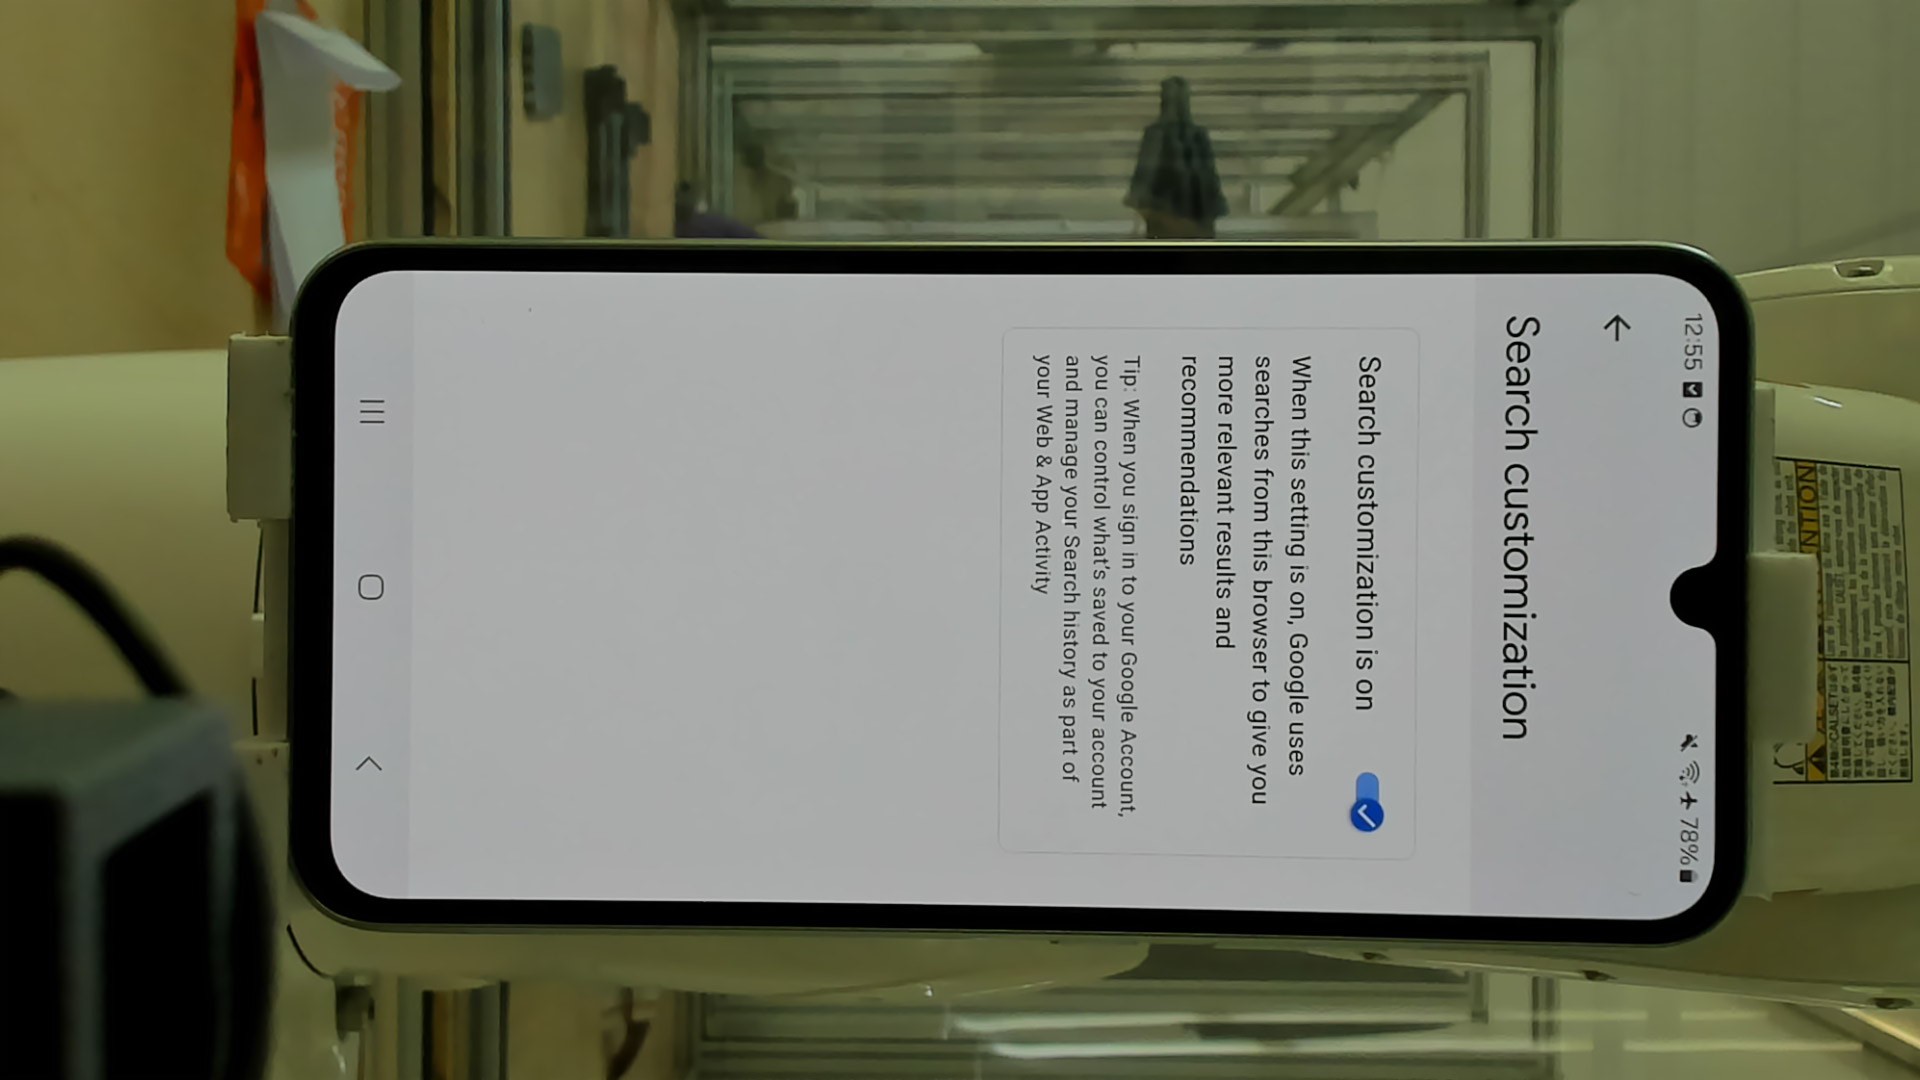 12:55
78%
Search customization
Search customization is on
When this setting is on, Google uses
searches from this browser to give you
more relevant results and
recommendations
Tip: When you sign in to your Google Account,
you can control what's saved to your account
and manage your Search history as part of
your Web & App Activity